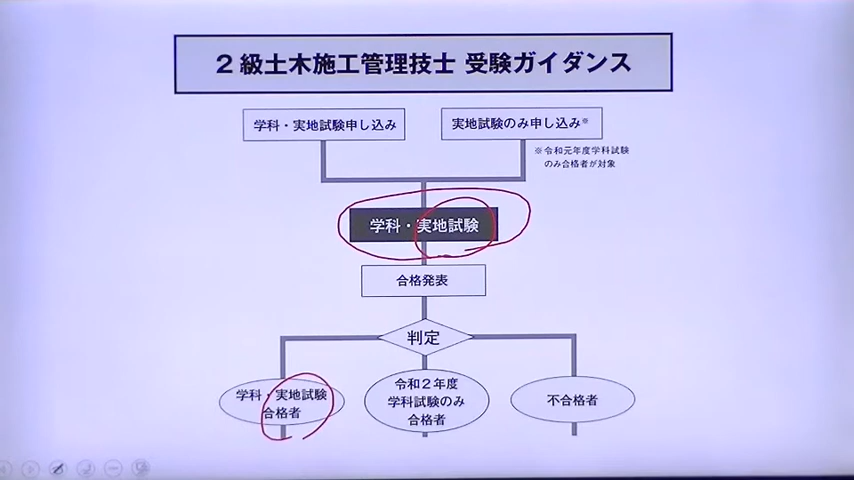 2級土木施工管理技士 受験ガイダンス
学科・実地試験申し込み
実地試験のみ申し込み※
※令和元年度学科試験
のみ合格者が対象
学科・実地試験
合格発表
判定
学科・実地試験
合格者
令和2年度
学科試験のみ
合格者
不合格者